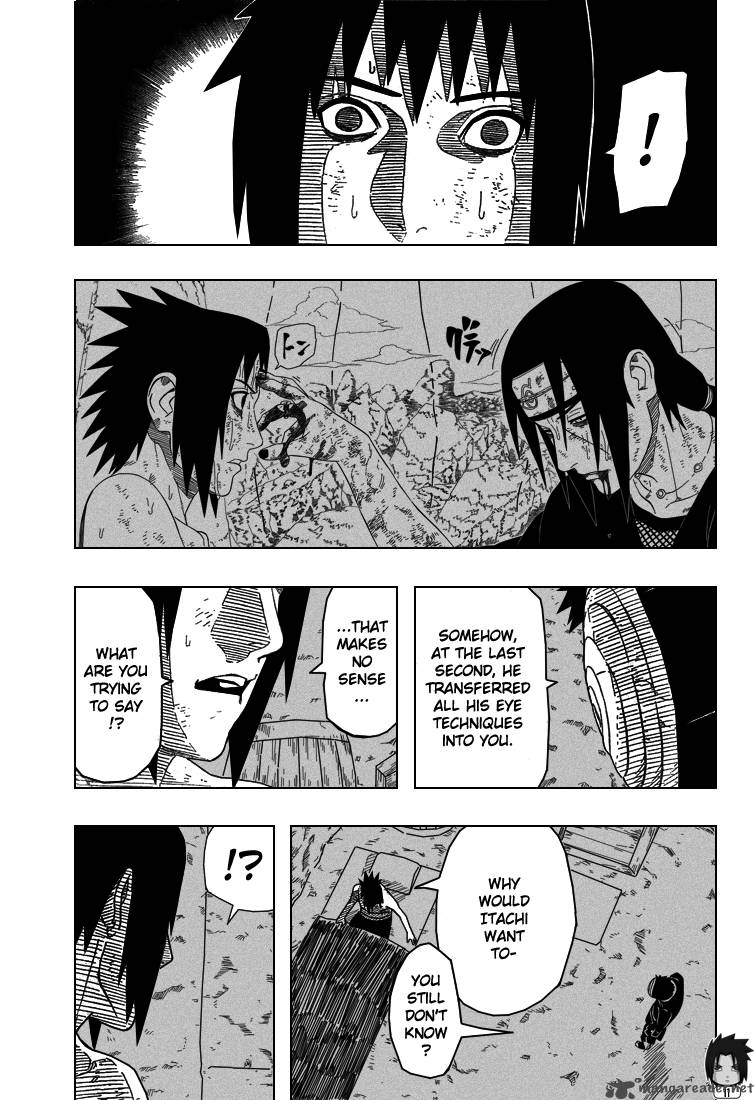 !
トン
グラァッ
SOMEHOW,
AT THE LAST
SECOND, HE
TRANSFERRED
ALL HIS EYE
TECHNIQUES
INTO YOU.
...THAT
MAKES
NO
SENSE
...
WHAT
ARE YOU
TRYING
TO SAY
!?
WHY
WOULD
ITACHI
WANT
TO-
YOU
STILL
DON'T
KNOW
?
!?
11
mangareader.net